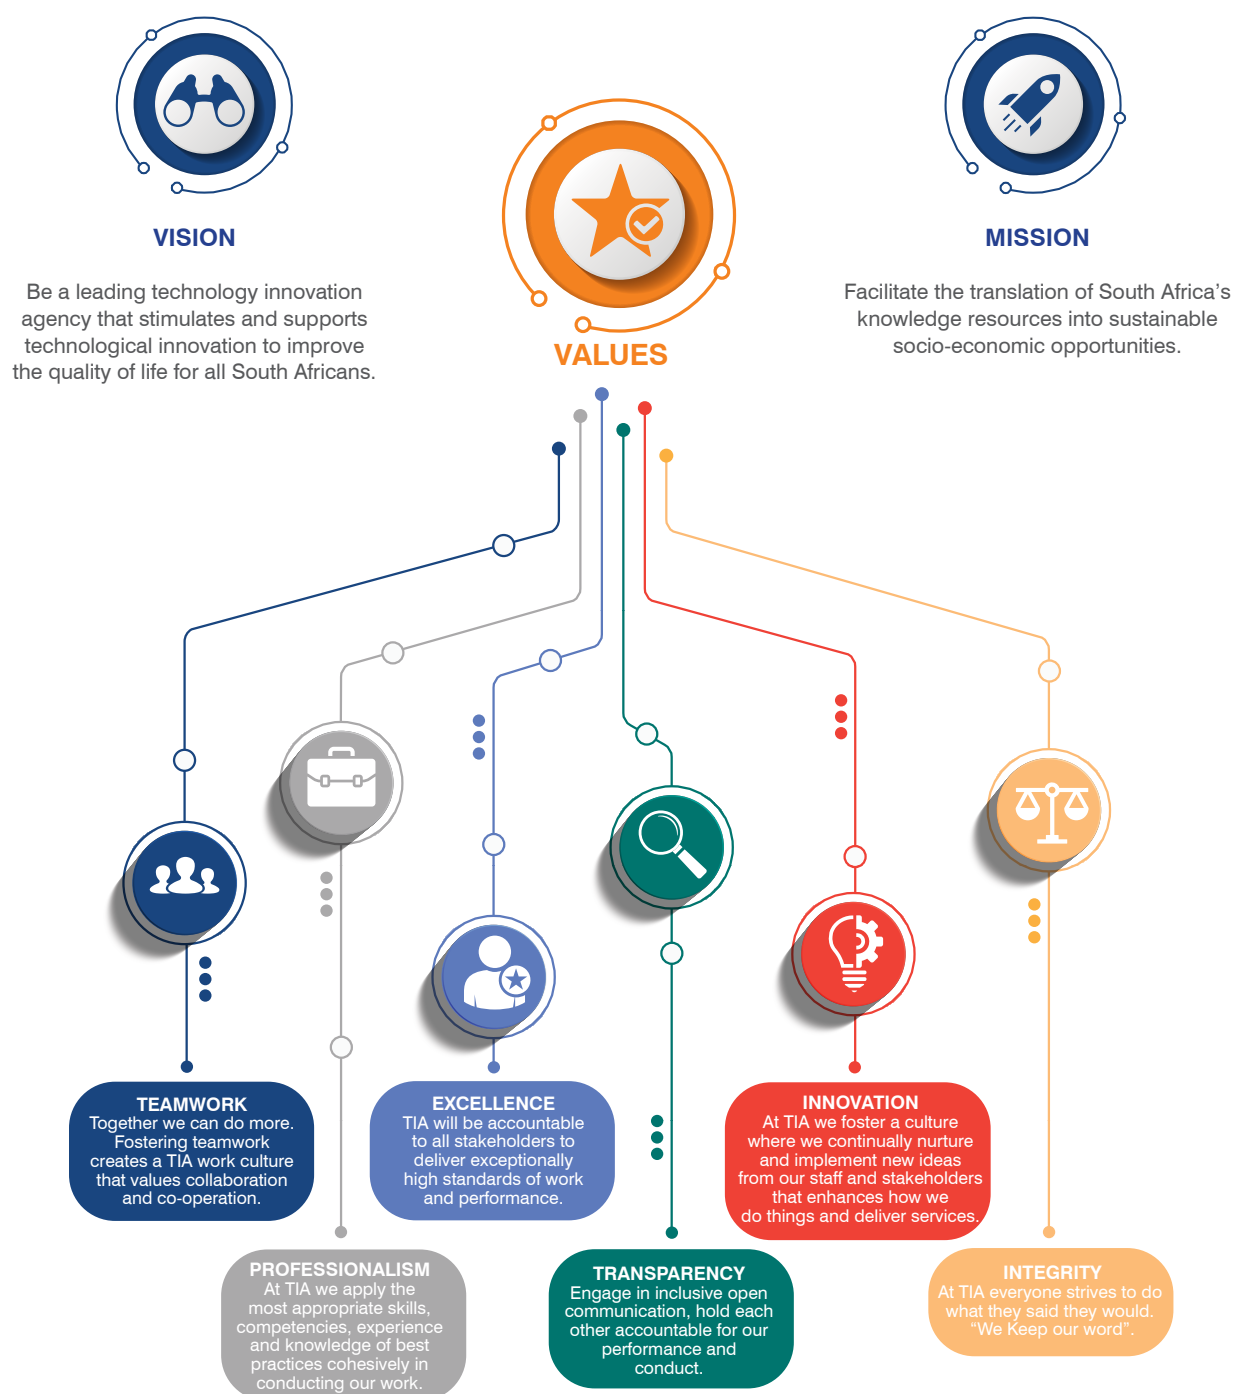 VISION
Be a leading technology innovation
agency that stimulates and supports
technological innovation to improve
the quality of life for all South Africans.
VALUES
MISSION
Facilitate the translation of South Africa’s
knowledge resources into sustainable
socio-economic opportunities.
TEAMWORK
Together we can do more.
Fostering teamwork
creates a TIA work culture
that values collaboration
and co-operation.
PROFESSIONALISM
At TIA we apply the
most appropriate skills,
competencies, experience
and knowledge of best
practices cohesively in
conducting our work.
EXCELLENCE
TIA will be accountable
to all stakeholders to
deliver exceptionally
high standards of work
and performance.
TRANSPARENCY
Engage in inclusive open
communication, hold each
other accountable for our
performance and
conduct.
INNOVATION
At TIA we foster a culture
where we continually nurture
and implement new ideas
from our staff and stakeholders
that enhances how we
do things and deliver services.
INTEGRITY
At TIA everyone strives to do
what they said they would.
“We Keep our word”.